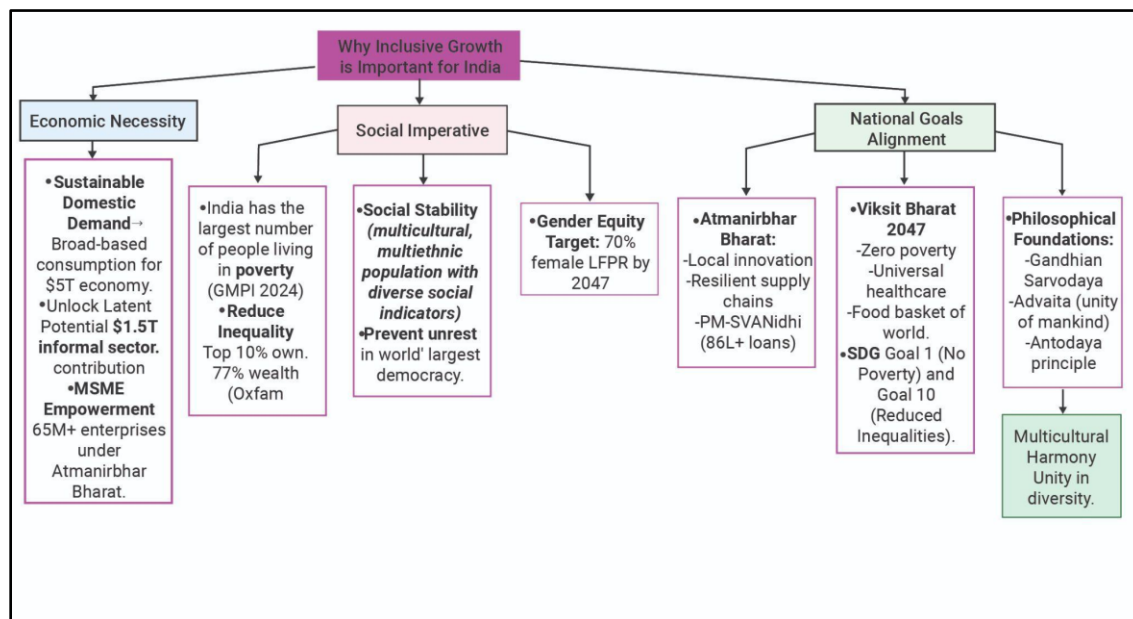 Why Inclusive Growth
is Important for India
Economic Necessity
•Sustainable
Domestic
Demand→
Broad-based
consumption for
$5T economy.
•Unlock Latent
Potential $1.5T
informal sector.
contribution
•MSME
Empowerment
65M+ enterprises
under
Atmanirbhar
Bharat.
Social Imperative
•India has the
largest number
of people living
in poverty
(GMPI 2024)
•Reduce
Inequality
Top 10% own.
77% wealth
(Oxfam
•Social Stability
(multicultural,
multiethnic
population with
diverse social
indicators)
•Prevent unrest
in world' largest
democracy.
•Gender Equity
Target: 70%
female LFPR by
2047
National Goals
Alignment
•Atmanirbhar
Bharat:
-Local innovation
-Resilient supply
chains
-PM-SVANidhi
(86L+ loans)
•Viksit Bharat
2047
-Zero poverty
-Universal
healthcare
-Food basket of
world.
•SDG Goal 1 (No
Poverty) and
Goal 10
(Reduced
Inequalities).
•Philosophical
Foundations:
-Gandhian
Sarvodaya
-Advaita (unity
of mankind)
-Antodaya
principle
Multicultural
Harmony
Unity in
diversity.